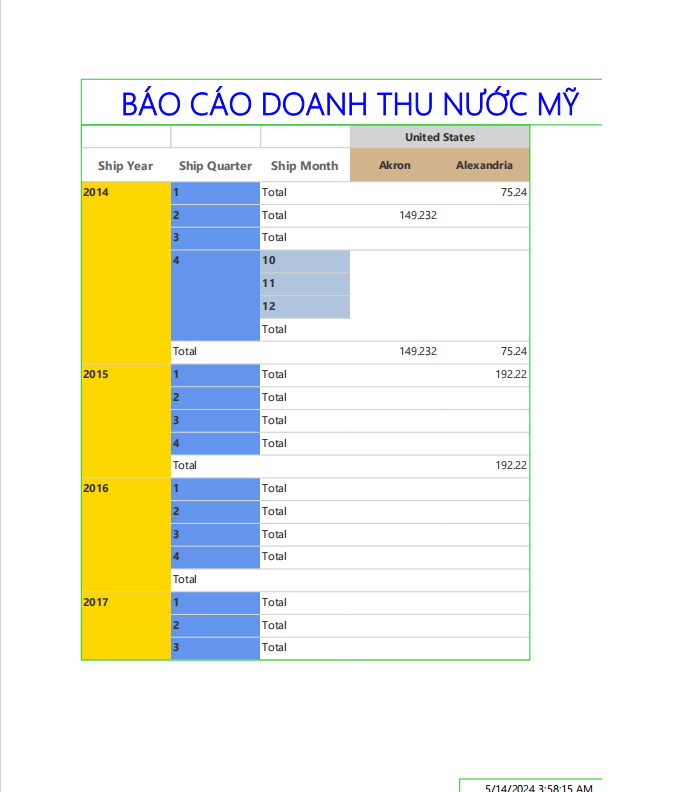 BÁO CÁO DOANH THU NƯỚC MỸ
United States
Ship Year Ship Quarter Ship Month Akron Alexandria
2014 1 Total 75.24
2 Total 149.232
3 Total
4 10
11
12
Total
Total 149.232 75.24
2015 1 Total 192.22
2 Total
3 Total
4 Total
Total 192.22
2016 1 Total
2 Total
3 Total
4 Total
Total
2017 1 Total
2 Total
3 Total
5/14/2024 3:58:15 AM